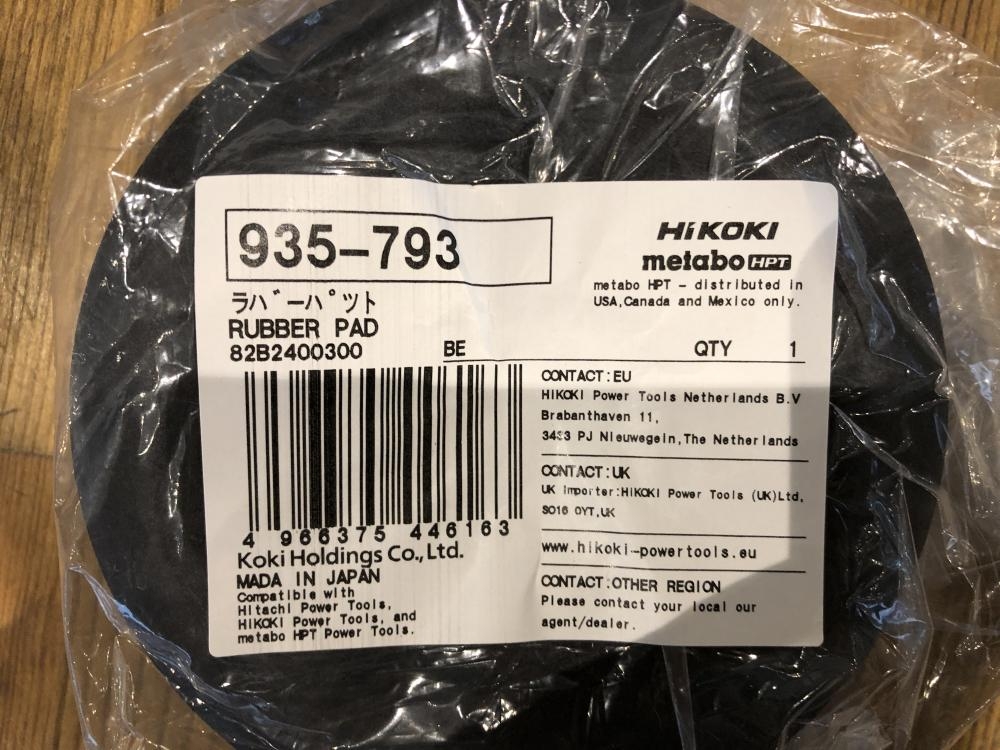 935-793
ラバーパット
RUBBER PAD
82B2400300 BE QTY 1
HiKOKI
metabo HPT
metabo HPT - distributed in
USA,Canada and Mexico only.
4 966375 446163
Koki Holdings Co., Ltd.
MADA IN JAPAN
Compatible with
Hitachi Power Tools,
HIKOKI Power Tools, and
metabo HPT Power Tools.
CONTACT:EU
HIKOKI Power Tools Netherlands B.V
Brabanthaven 11,
3433 PJ Nieuwegein,The Netherlands
CONTACT:UK
UK Importer:HIKOKI Power Tools (UK)Ltd,
SO16 0YT,UK
www.hikoki-powertools.eu
CONTACT:OTHER REGION
Please contact your local our
agent/dealer.